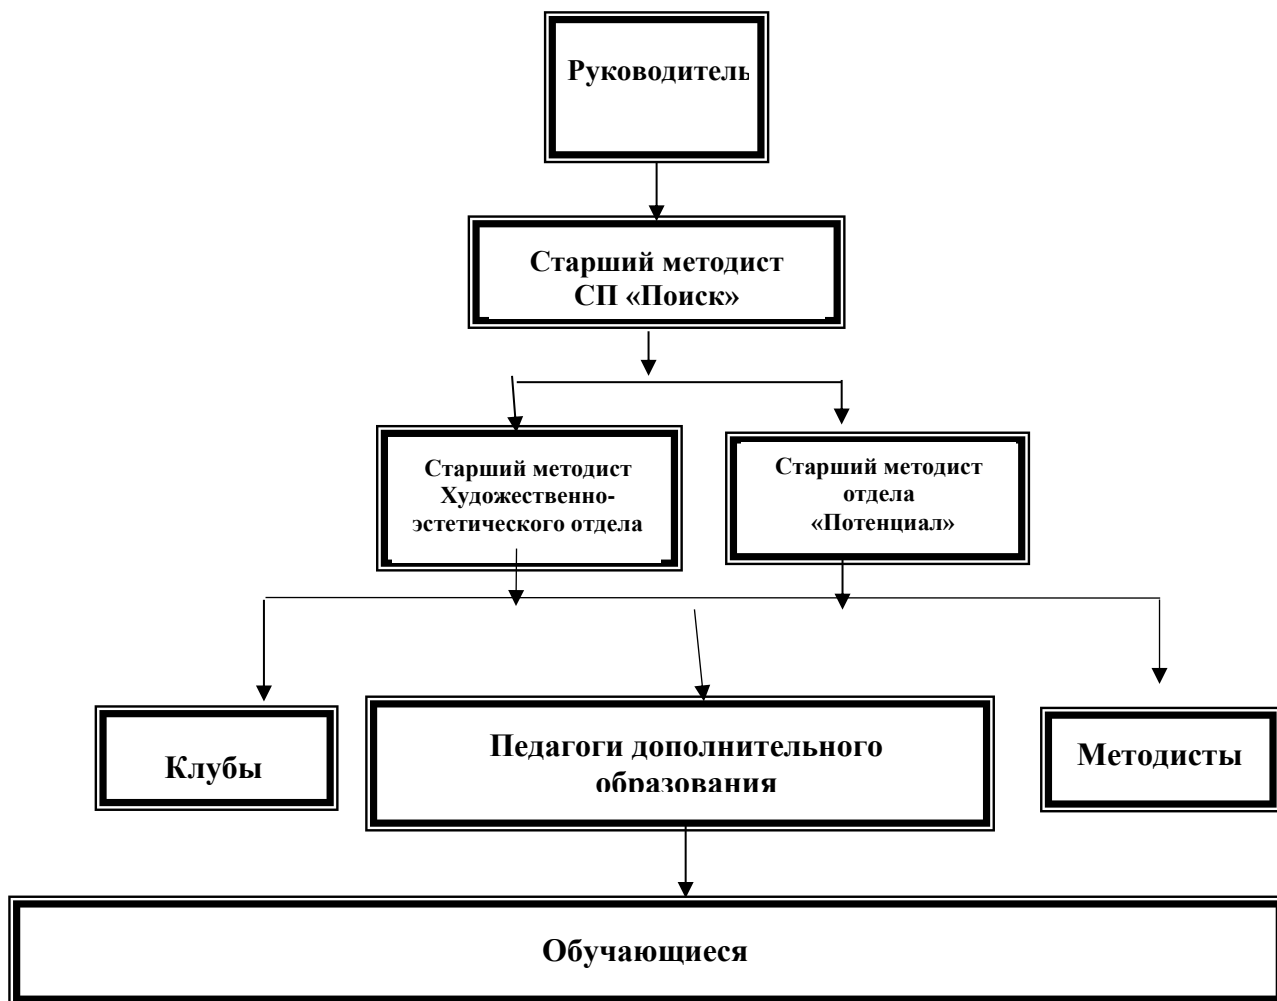 Руководитель
Старший методист
СП «Поиск»
Старший методист
Художественно-
эстетического отдела
Старший методист
отдела
«Потенциал»
Клубы
Педагоги дополнительного
образования
Методисты
Обучающиеся